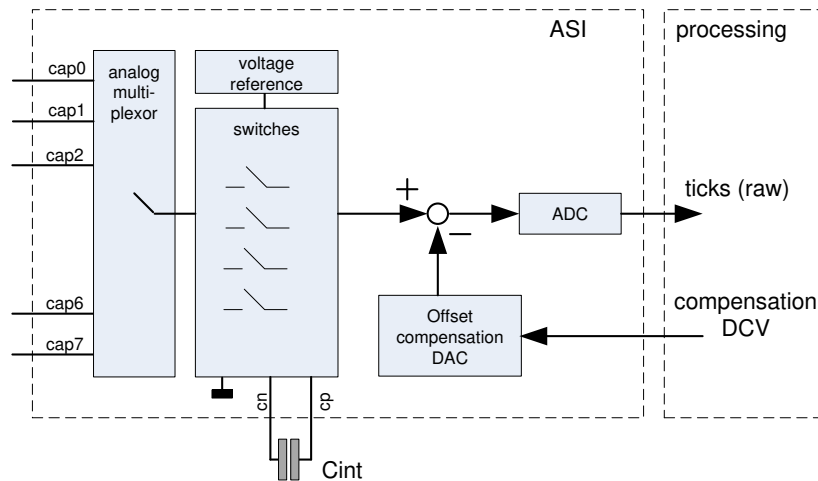 ASI
processing
cap0
cap1
cap2
cap6
cap7
analog
multi-
plexor
voltage
reference
switches
+
−
ADC
ticks (raw)
Offset
compensation
DAC
compensation
DCV
cn
cp
Cint